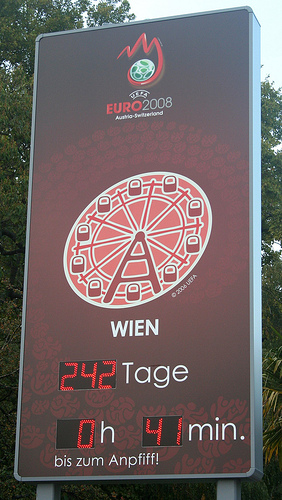 UEFA
EURO2008
Austria-Switzerland
© 2006 UEFA
WIEN
242 Tage
0h 41 min.
bis zum Anpfiff!